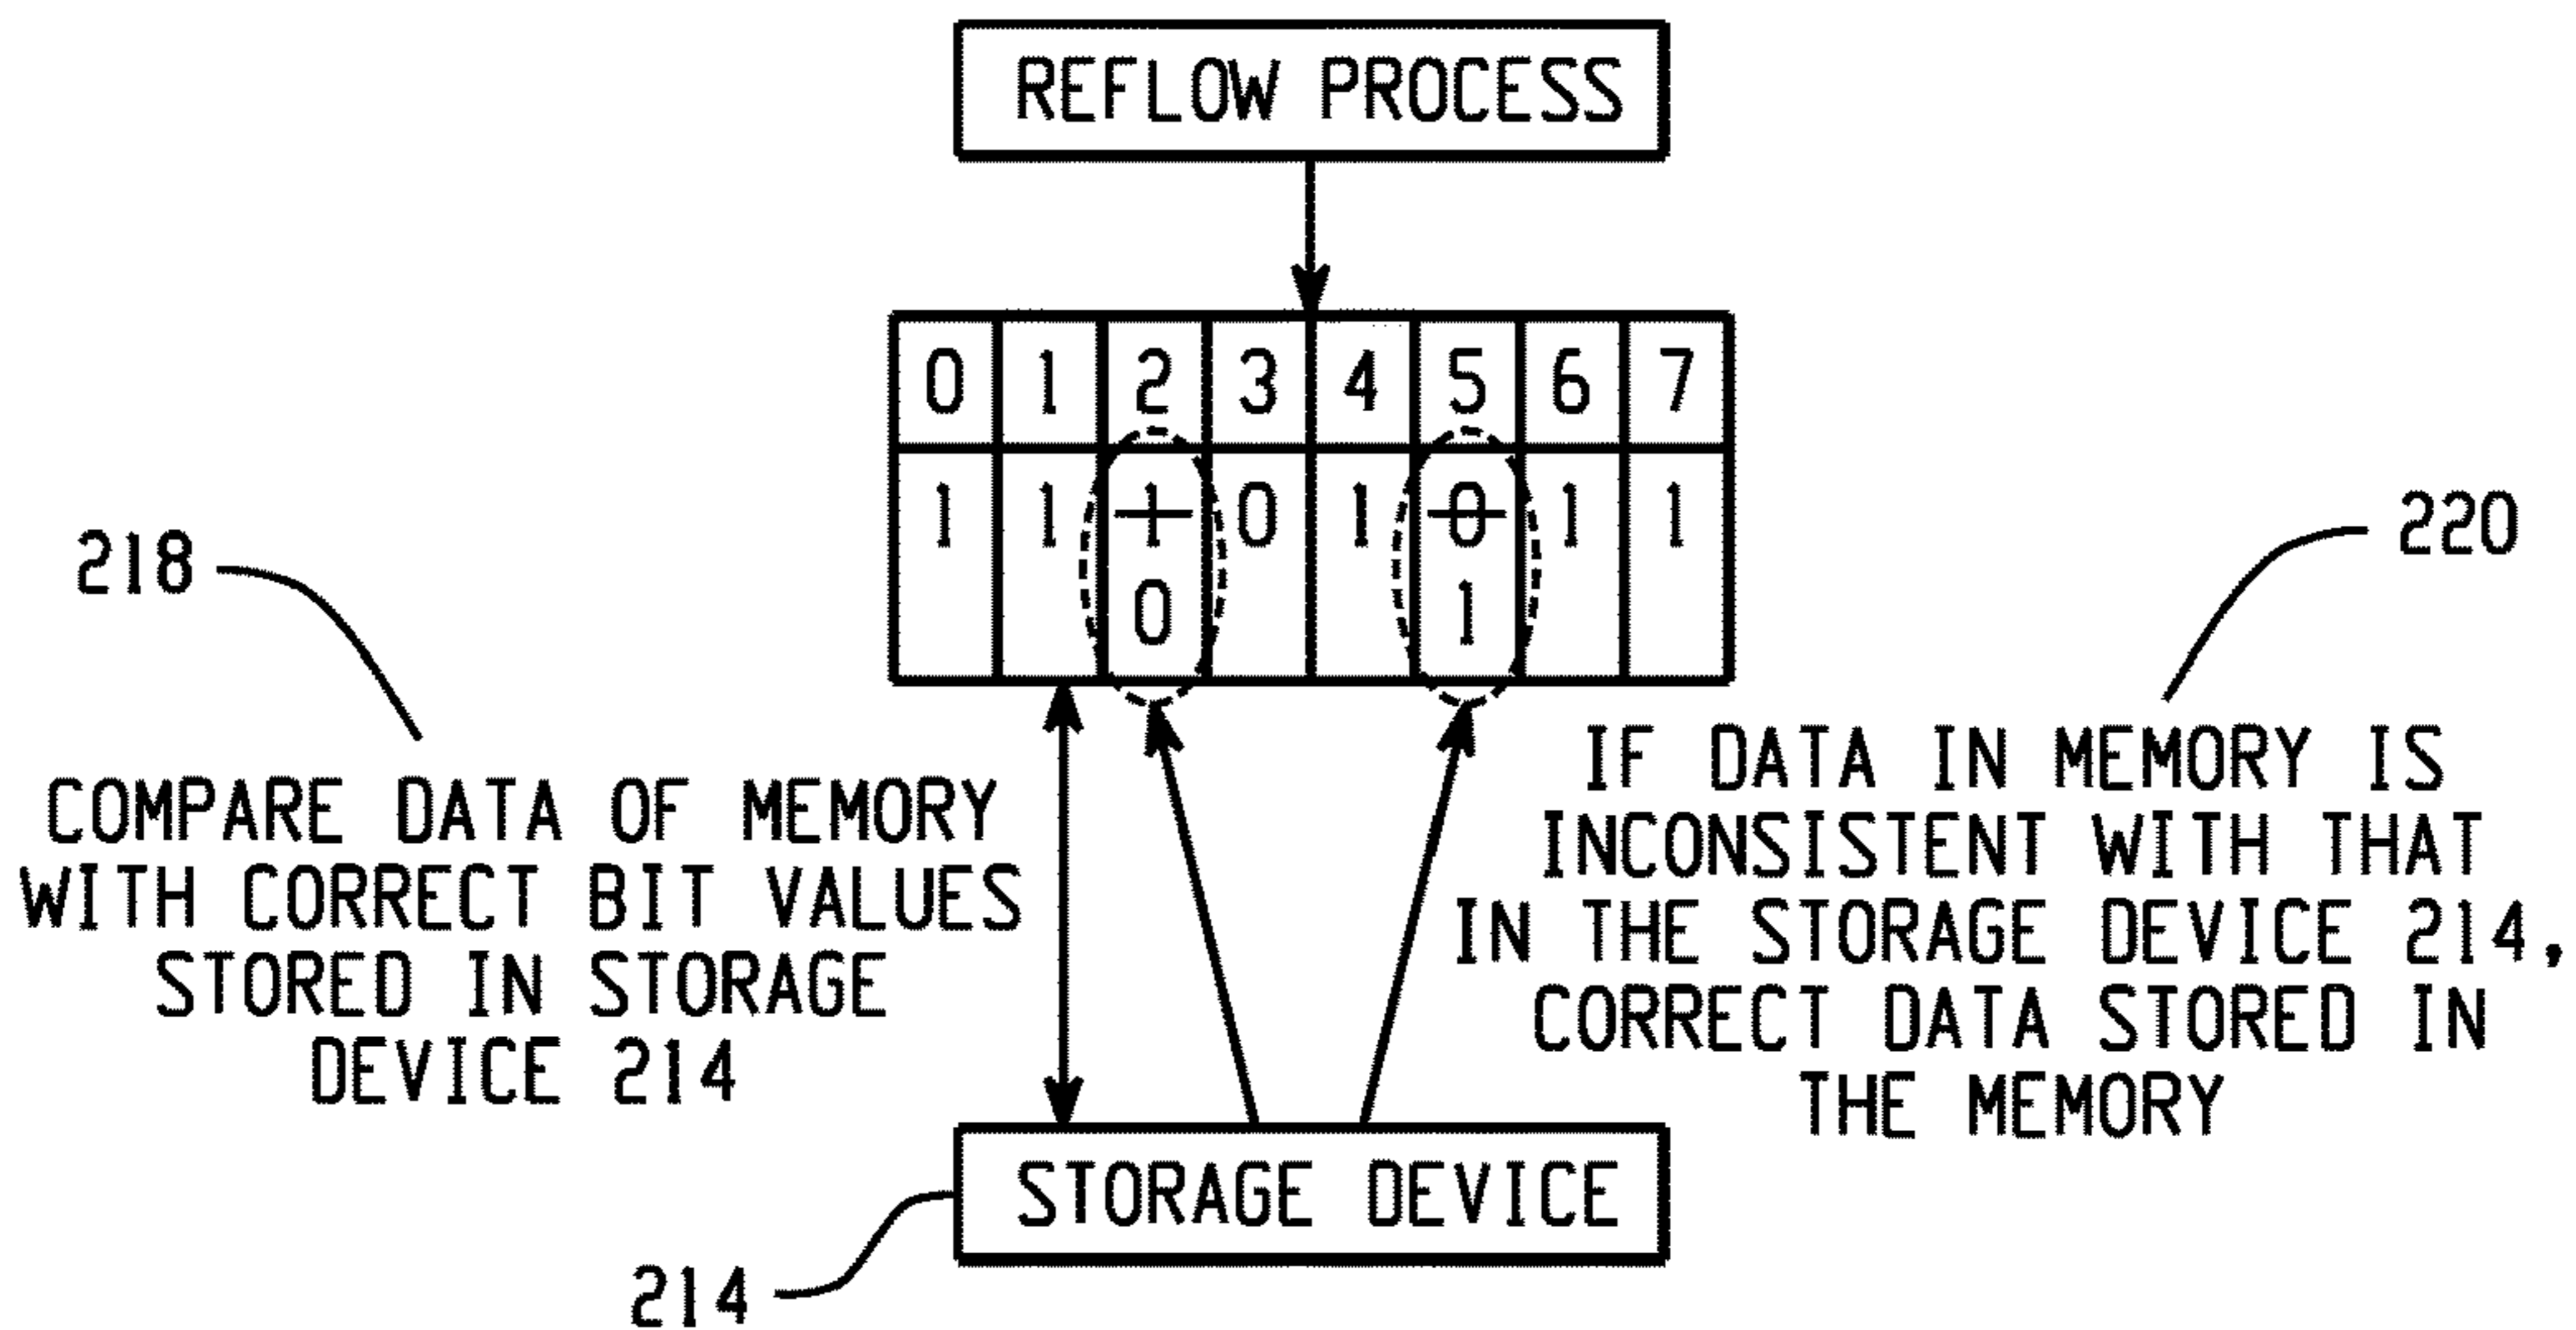 REFLOW PROCESS
0 1 2 3 4 5 6 7
1 1 1 0 1 0 1 1
0 1
218
220
COMPARE DATA OF MEMORY
WITH CORRECT BIT VALUES
STORED IN STORAGE
DEVICE 214
IF DATA IN MEMORY IS
INCONSISTENT WITH THAT
IN THE STORAGE DEVICE 214,
CORRECT DATA STORED IN
THE MEMORY
STORAGE DEVICE
214